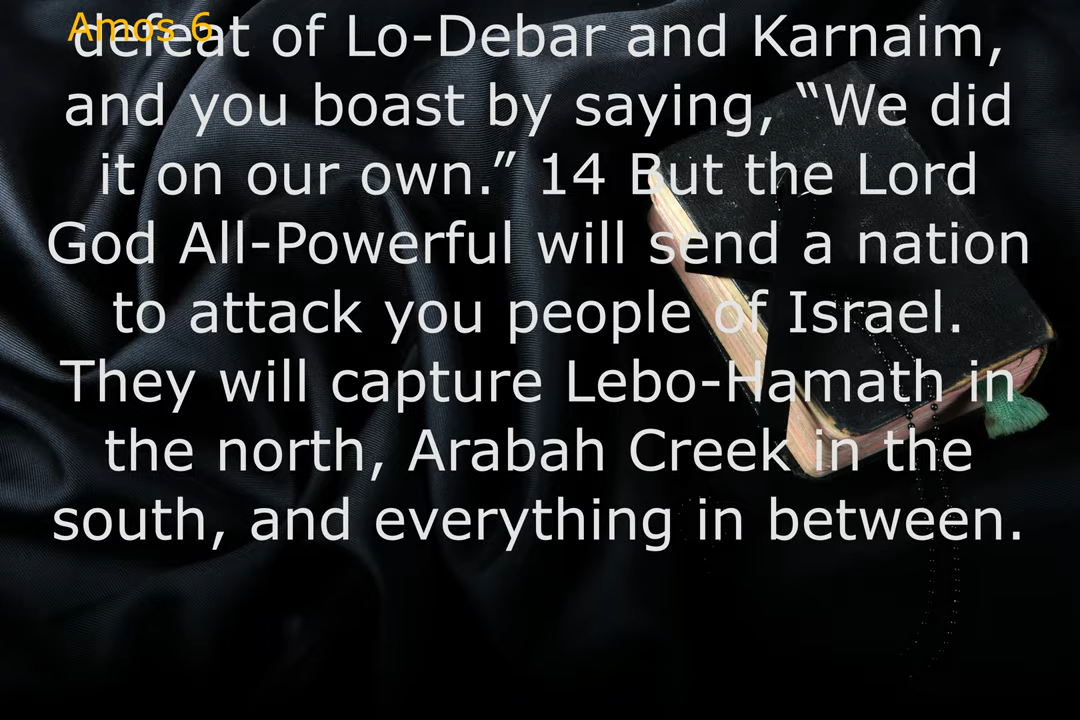 Amos 6
defeat of Lo-Debar and Karnaim,
and you boast by saying, “We did
it on our own.” 14 But the Lord
God All-Powerful will send a nation
to attack you people of Israel.
They will capture Lebo-Hamath in
the north, Arabah Creek in the
south, and everything in between.